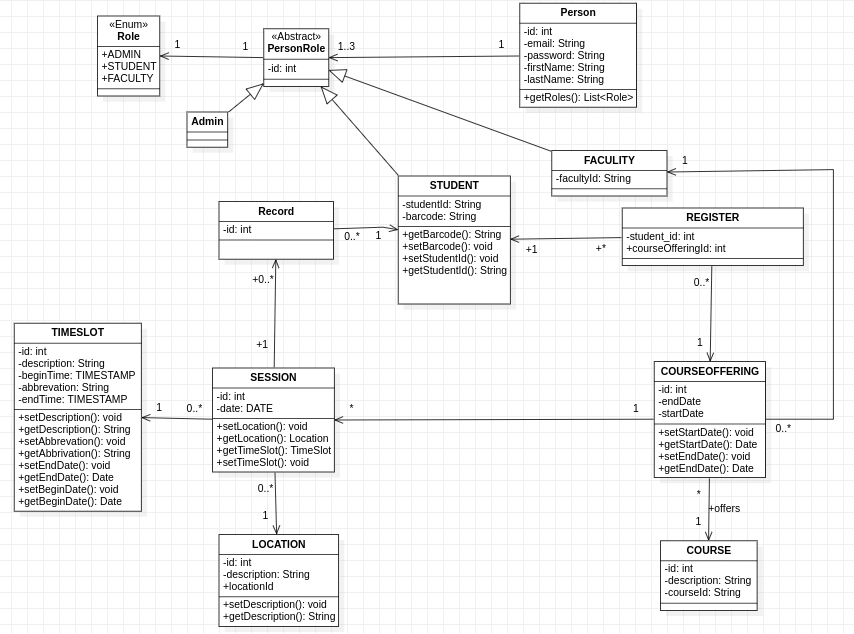 «Enum»
Role
+ADMIN
+STUDENT
+FACULTY
1
1
«Abstract»
PersonRole
-id: int
1..3
1
Person
-id: int
-email: String
-password: String
-firstName: String
-lastName: String
+getRoles(): List<Role>
Admin
FACULITY
-facultyId: String
1
STUDENT
-studentId: String
-barcode: String
+getBarcode(): String
+setBarcode(): void
+setStudentId(): void
+getStudentId(): String
Record
-id: int
0..*
1
REGISTER
-student_id: int
+courseOfferingId: int
+1
+*
+0..*
+1
0..*
1
TIMESLOT
-id: int
-description: String
-beginTime: TIMESTAMP
-abbrevation: String
-endTime: TIMESTAMP
+setDescription(): void
+getDescription(): String
+setAbbrevation(): void
+getAbbrivation(): String
+setEndDate(): void
+getEndDate(): Date
+setBeginDate(): void
+getBeginDate(): Date
1
0..*
SESSION
-id: int
-date: DATE
+setLocation(): void
+getLocation(): Location
+getTimeSlot(): TimeSlot
+setTimeSlot(): void
*
1
COURSEOFFERING
-id: int
-endDate
-startDate
+setStartDate(): void
+getStartDate(): Date
+setEndDate(): void
+getEndDate(): Date
0..*
0..*
1
*
+offers
1
LOCATION
-id: int
-description: String
+locationId
+setDescription(): void
+getDescription(): String
COURSE
-id: int
-description: String
-courseId: String